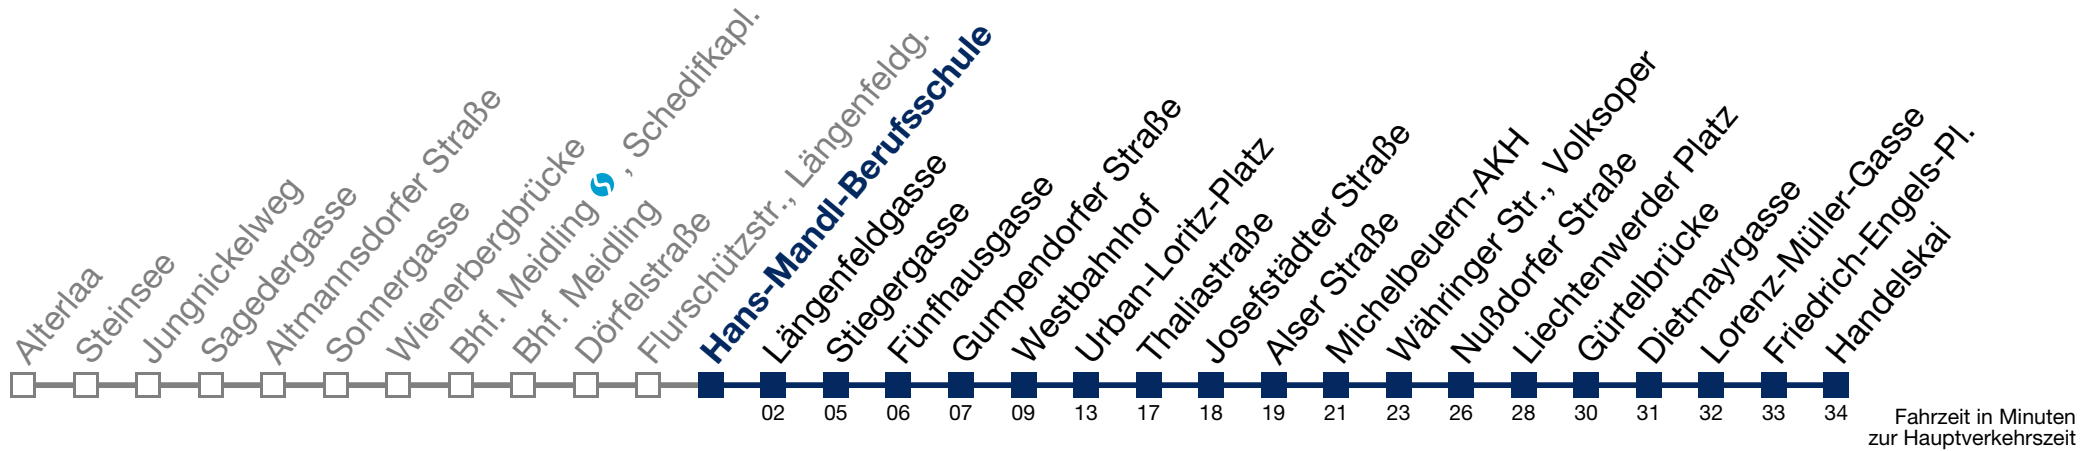 Alterlaa
Steinsee
Jungnickelweg
Sagedergasse
Altmannsdorfer Straße
Sonnergasse
Wienerbergbrücke
Bhf. Meidling , Schedifkapl.
Bhf. Meidling
Dörfelstraße
Flurschützstr., Längenfeldg.
Hans-Mandl-Berufsschule
Längenfeldgasse
Stiegergasse
Fünfhausgasse
Gumpendorfer Straße
Westbahnhof
Urban-Loritz-Platz
Thaliastraße
Josefstädter Straße
Alser Straße
Michelbeuern-AKH
Währinger Str., Volksoper
Nußdorfer Straße
Liechtenwerder Platz
Gürtelbrücke
Dietmayrgasse
Lorenz-Müller-Gasse
Friedrich-Engels-Pl.
Handelskai
02 05 06 07 09 13 17 18 19 21 23 26 28 30 31 32 33 34
Fahrzeit in Minuten
zur Hauptverkehrszeit